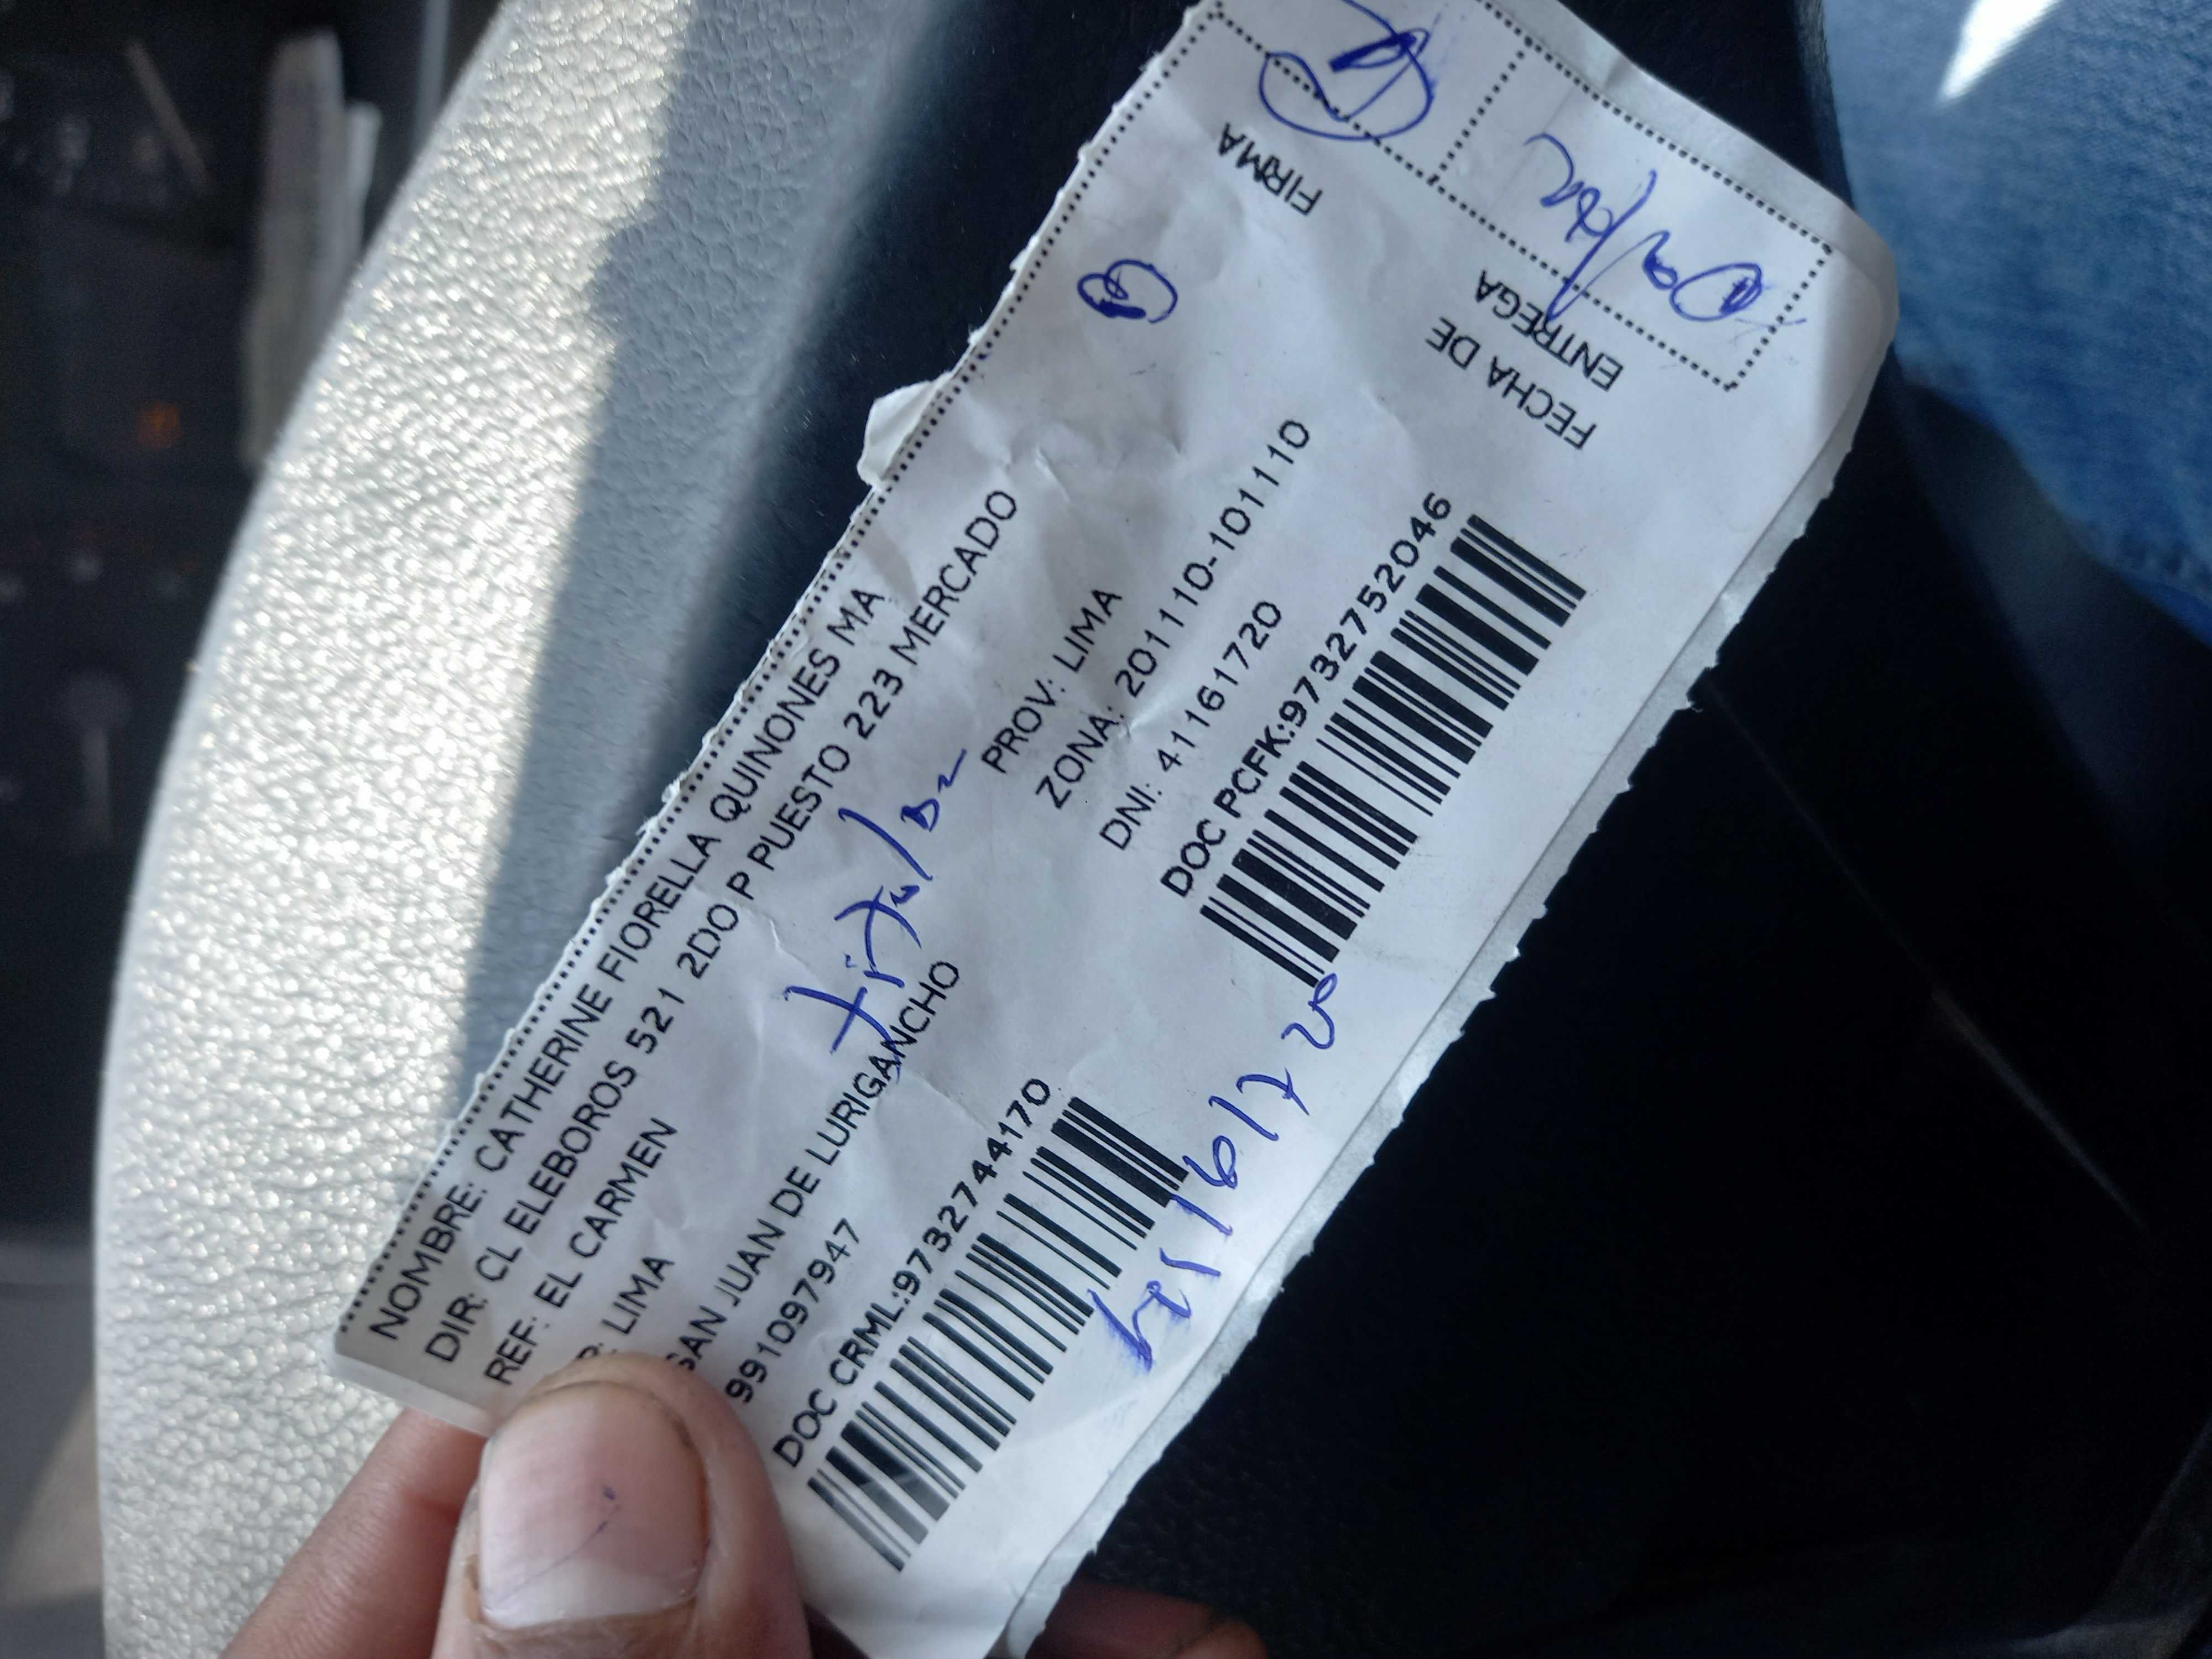 NOMBRE: CATHERINE FIORELLA QUINONES MA
DIR: CL ELEBOROS 521 2DO P PUESTO 223 MERCADO
REF: EL CARMEN
: LIMA
PROV: LIMA
SAN JUAN DE LURIGANCHO
ZONA: 201110-101110
991097947
DNI: 41161720
DOC CRML:9732744170
DOC PCFK:9732752046
titular
41161720
FECHA DE
ENTREGA
FIRMA